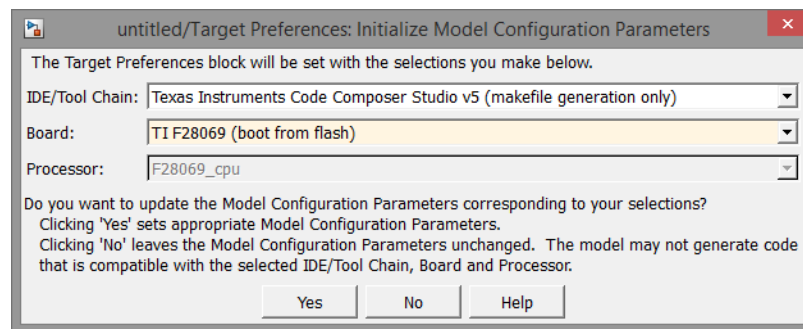 untitled/Target Preferences: Initialize Model Configuration Parameters
The Target Preferences block will be set with the selections you make below.
IDE/Tool Chain: Texas Instruments Code Composer Studio v5 (makefile generation only)
Board: TI F28069 (boot from flash)
Processor: F28069_cpu
Do you want to update the Model Configuration Parameters corresponding to your selections?
Clicking 'Yes' sets appropriate Model Configuration Parameters.
Clicking 'No' leaves the Model Configuration Parameters unchanged. The model may not generate code
that is compatible with the selected IDE/Tool Chain, Board and Processor.
Yes No Help